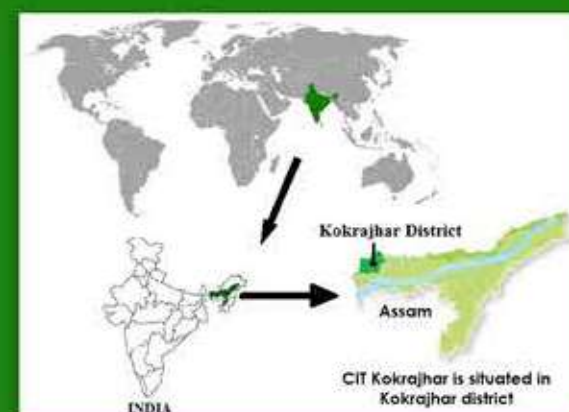 Kokrajhar District
Assam
CIT Kokrajhar is situated in
Kokrajhar district
INDIA